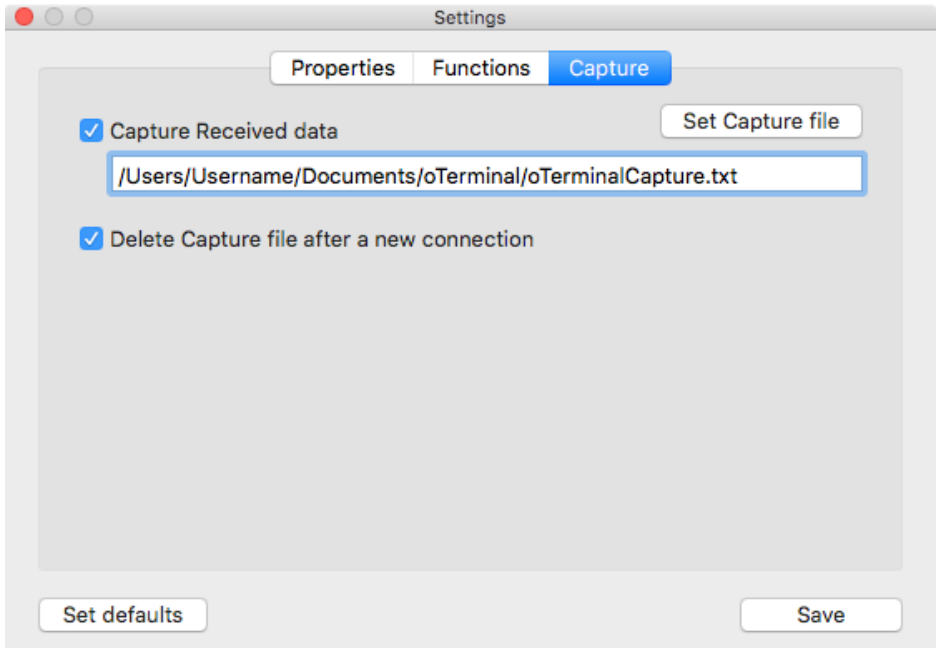 Settings
Properties Functions Capture
Capture Received data Set Capture file
/Users/Username/Documents/oTerminal/oTerminalCapture.txt
Delete Capture file after a new connection
Set defaults Save